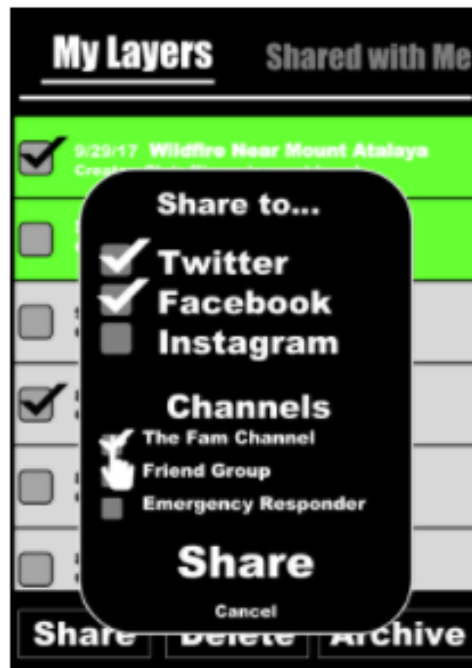 My Layers Shared with Me
9/29/17 Wildfire Near Mount Atalaya
Share to...
Twitter
Facebook
Instagram
Channels
The Fam Channel
Friend Group
Emergency Responder
Share
Cancel
Share Delete Archive